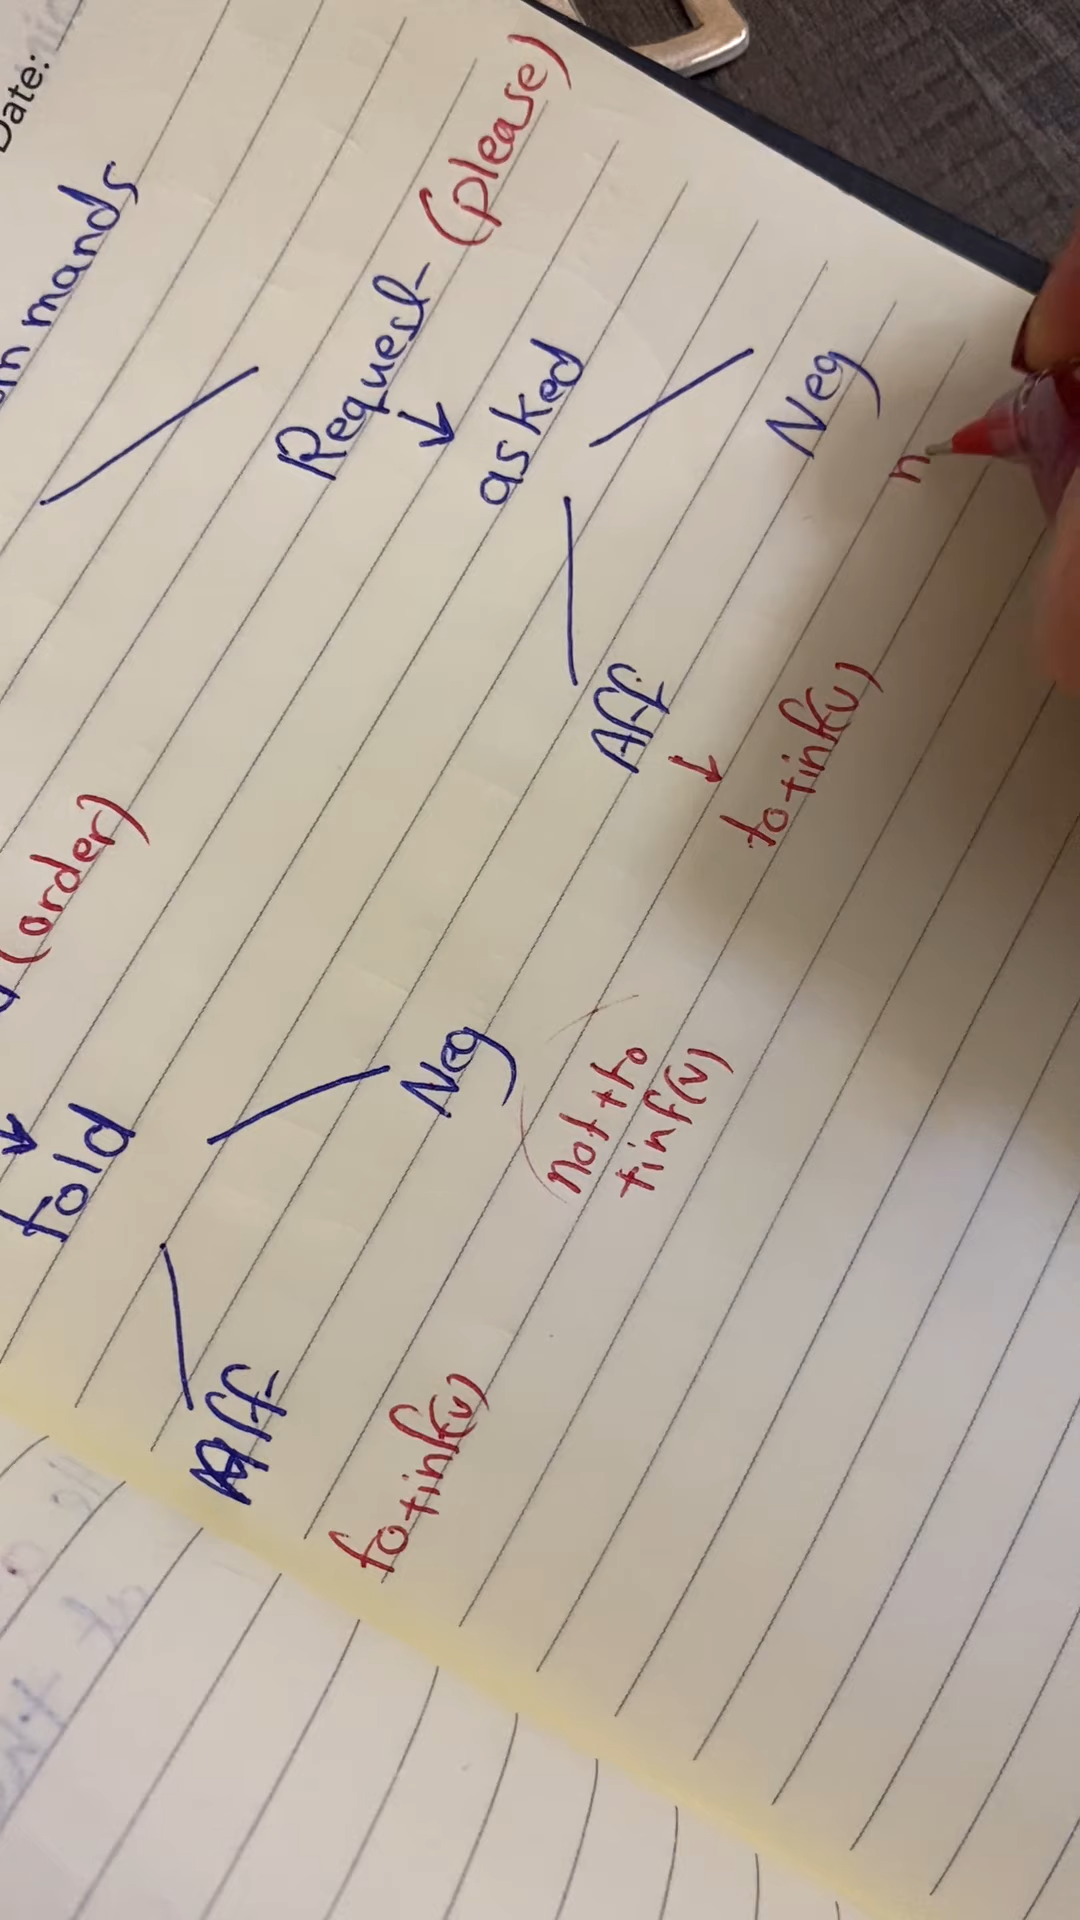 Date:
mands
(order)
Request (please)
told
asked
Aff
Neg
Aff
Neg
to+inf(v)
not+to
+inf(v)
to+inf(v)
n